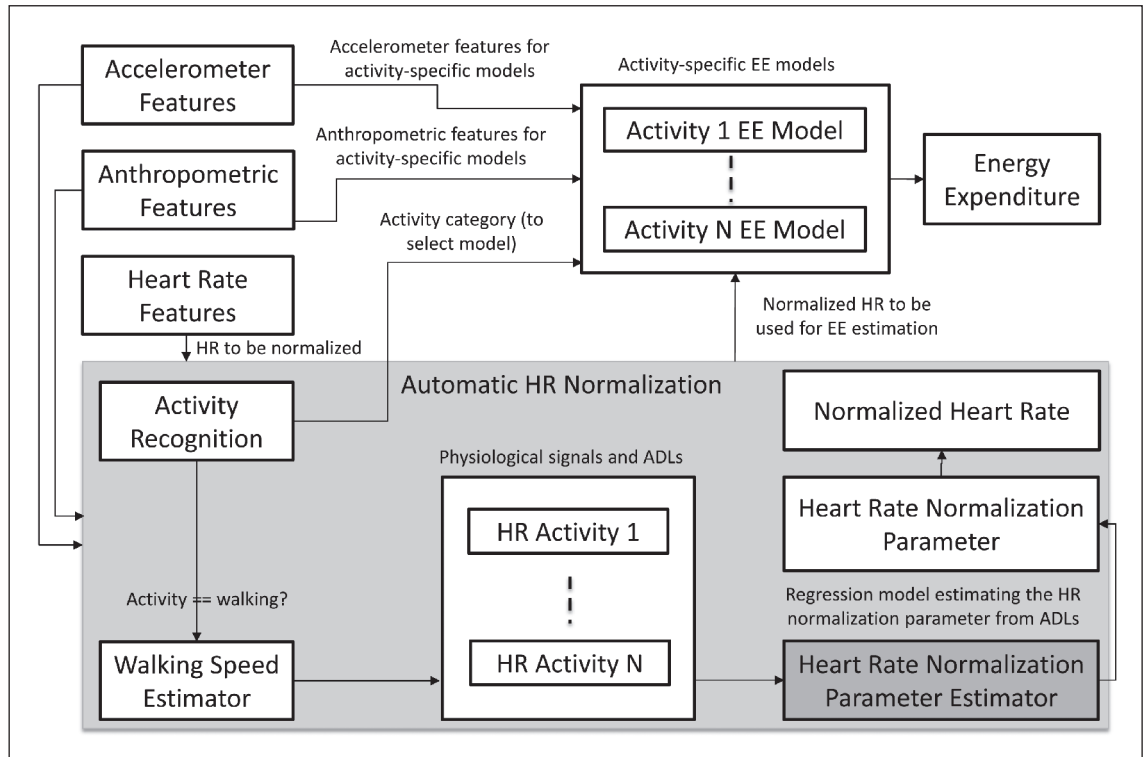 Accelerometer
Features
Accelerometer features for
activity-specific models
Activity-specific EE models
Anthropometric
Features
Anthropometric features for
activity-specific models
Activity 1 EE Model
Activity N EE Model
Energy
Expenditure
Activity category (to
select model)
Heart Rate
Features
HR to be normalized
Normalized HR to be
used for EE estimation
Automatic HR Normalization
Activity
Recognition
Activity == walking?
Walking Speed
Estimator
Physiological signals and ADLs
HR Activity 1
HR Activity N
Normalized Heart Rate
Heart Rate Normalization
Parameter
Regression model estimating the HR
normalization parameter from ADLs
Heart Rate Normalization
Parameter Estimator